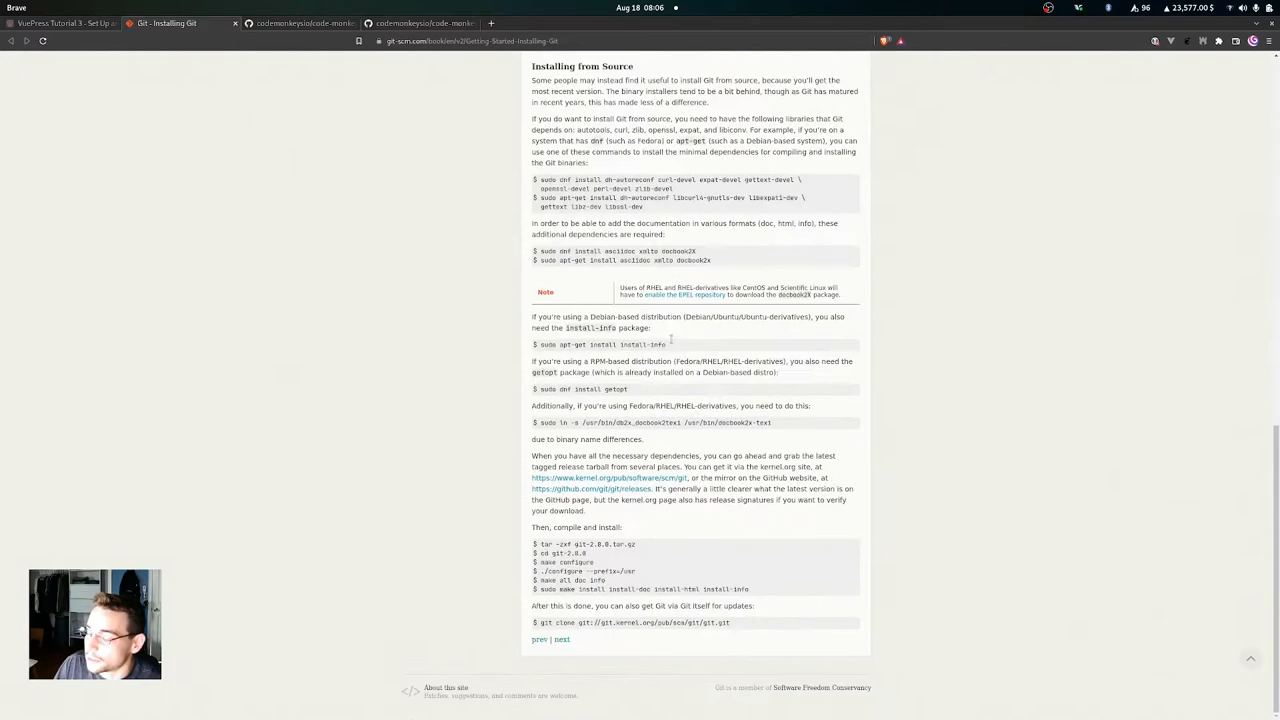 Aug 18 08:06
96
23,577.00
VuePress Tutorial 3 - Set Up an
Git - Installing Git
codemonkeysio/code-monke
codemonkeysio/code-monke
git-scm.com/book/en/v2/Getting-Started-Installing-Git
Installing from Source
Some people may instead find it useful to install Git from source, because you'll get the
most recent version. The binary installers tend to be a bit behind, though as Git has matured
in recent years, this has made less of a difference.
If you do want to install Git from source, you need to have the following libraries that Git
depends on: autotools, curl, zlib, openssl, expat, and libiconv. For example, if you're on a
system that has dnf (such as Fedora) or apt-get (such as a Debian-based system), you can
use one of these commands to install the minimal dependencies for compiling and installing
the Git binaries:
$ sudo dnf install dh-autoreconf curl-devel expat-devel gettext-devel \
openssl-devel perl-devel zlib-devel
$ sudo apt-get install dh-autoreconf libcurl4-gnutls-dev libexpat1-dev \
gettext libz-dev libssl-dev
In order to be able to add the documentation in various formats (doc, html, info), these
additional dependencies are required:
$ sudo dnf install asciidoc xmlto docbook2X
$ sudo apt-get install asciidoc xmlto docbook2x
Note
Users of RHEL and RHEL-derivatives like CentOS and Scientific Linux will
have to enable the EPEL repository to download the docbook2X package.
If you're using a Debian-based distribution (Debian/Ubuntu/Ubuntu-derivatives), you also
need the install-info package:
$ sudo apt-get install install-info
If you're using a RPM-based distribution (Fedora/RHEL/RHEL-derivatives), you also need the
getopt package (which is already installed on a Debian-based distro):
$ sudo dnf install getopt
Additionally, if you're using Fedora/RHEL/RHEL-derivatives, you need to do this:
$ sudo ln -s /usr/bin/db2x_docbook2texi /usr/bin/docbook2x-texi
due to binary name differences.
When you have all the necessary dependencies, you can go ahead and grab the latest
tagged release tarball from several places. You can get it via the kernel.org site, at
https://www.kernel.org/pub/software/scm/git, or the mirror on the GitHub website, at
https://github.com/git/git/releases. It's generally a little clearer what the latest version is on
the GitHub page, but the kernel.org page also has release signatures if you want to verify
your download.
Then, compile and install:
$ tar -zxf git-2.8.0.tar.gz
$ cd git-2.8.0
$ make configure
$ ./configure --prefix=/usr
$ make all doc info
$ sudo make install install-doc install-html install-info
After this is done, you can also get Git via Git itself for updates:
$ git clone git://git.kernel.org/pub/scm/git/git.git
prev | next
</> About this site
Patches, suggestions, and comments are welcome.
Git is a member of Software Freedom Conservancy